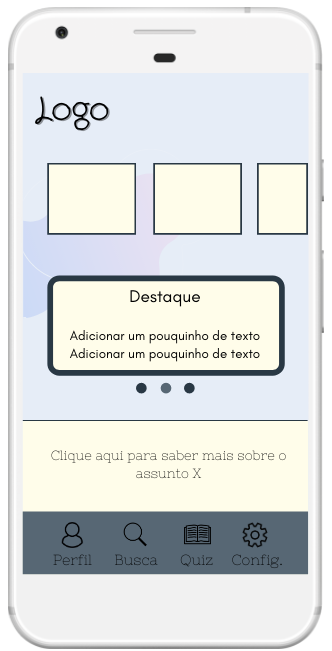 Logo
Destaque
Adicionar um pouquinho de texto
Adicionar um pouquinho de texto
Clique aqui para saber mais sobre o
assunto X
Perfil Busca Quiz Config.